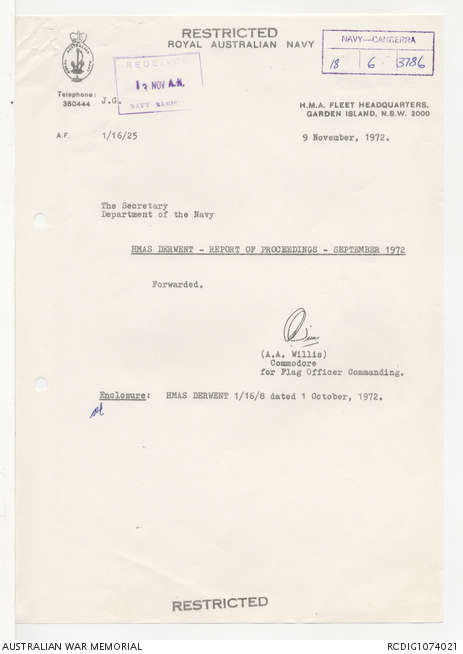 RESTRICTED
ROYAL AUSTRALIAN NAVY
NAVY—CANBERRA
18 6 3786
RECEIVED
13 NOV A.M.
Telephone:
350444
J.G.
H.M.A. FLEET HEADQUARTERS,
GARDEN ISLAND, N.S.W. 2000
A.F. 1/16/25
9 November, 1972.
The Secretary
Department of the Navy
HMAS DERWENT - REPORT OF PROCEEDINGS - SEPTEMBER 1972
Forwarded.
(A.A. Willis)
Commodore
for Flag Officer Commanding.
Enclosure: HMAS DERWENT 1/16/8 dated 1 October, 1972.
RESTRICTED
AUSTRALIAN WAR MEMORIAL
RCDIG1074021